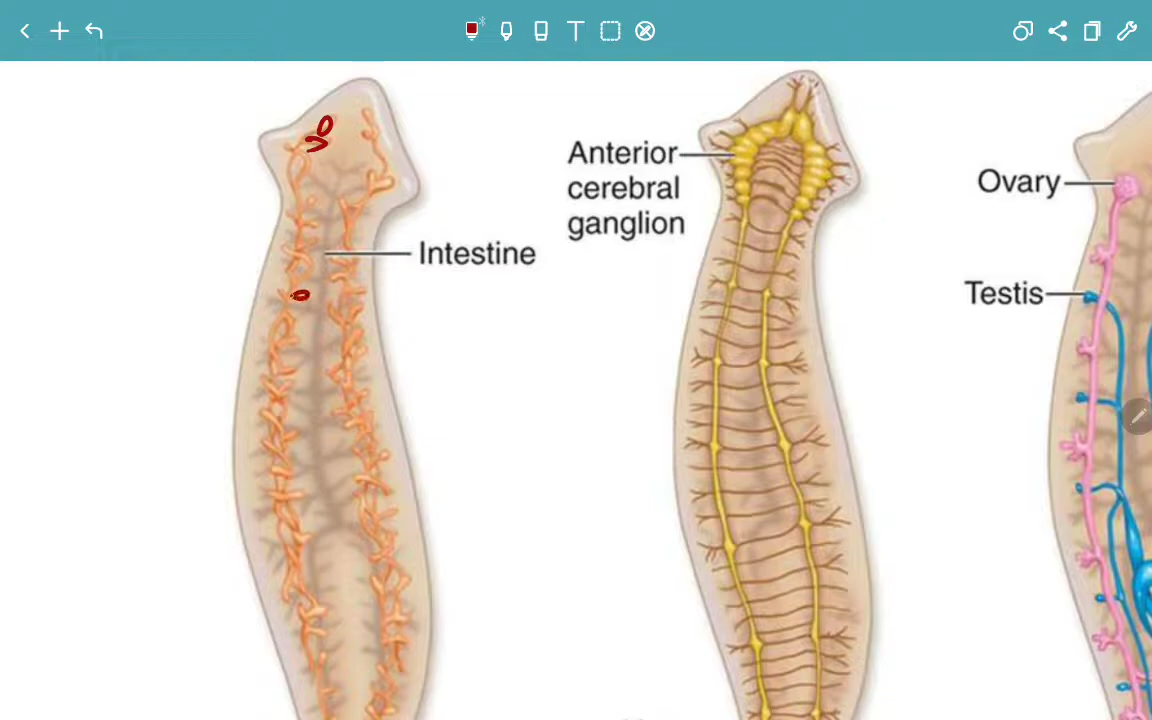 Intestine
Anterior
cerebral
ganglion
Ovary
Testis